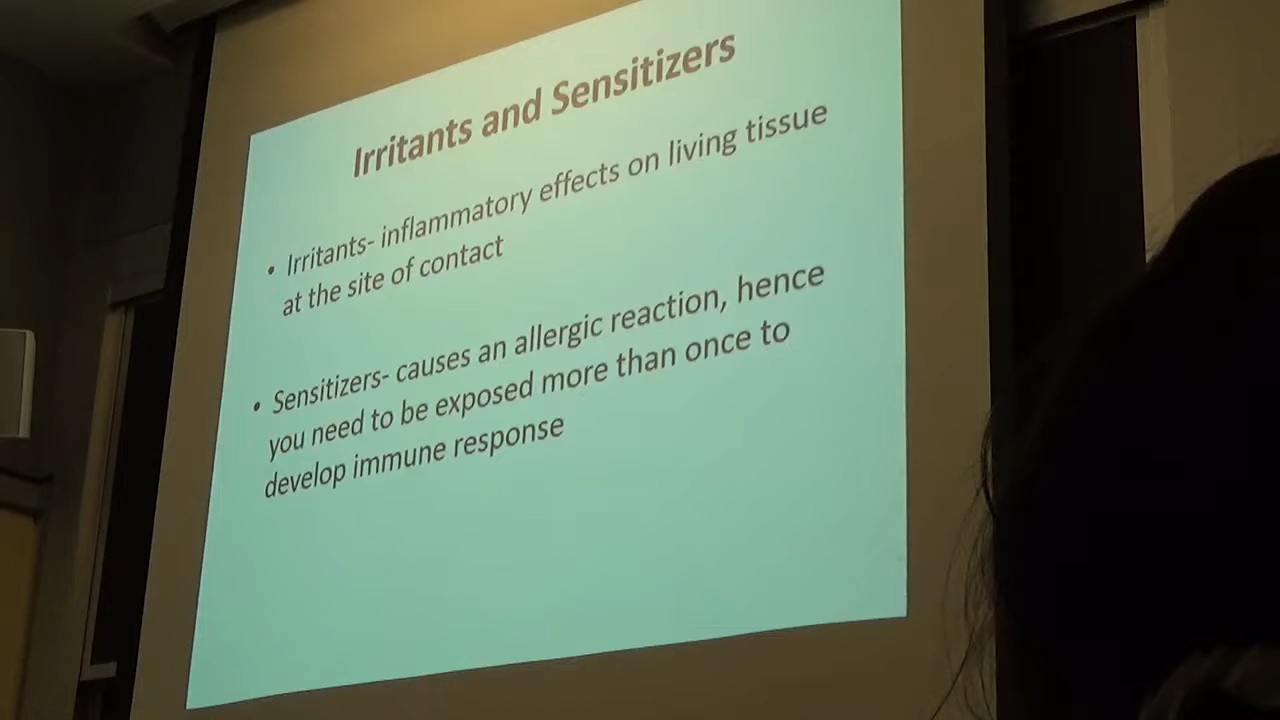 Irritants and Sensitizers
• Irritants- inflammatory effects on living tissue
at the site of contact
• Sensitizers- causes an allergic reaction, hence
you need to be exposed more than once to
develop immune response